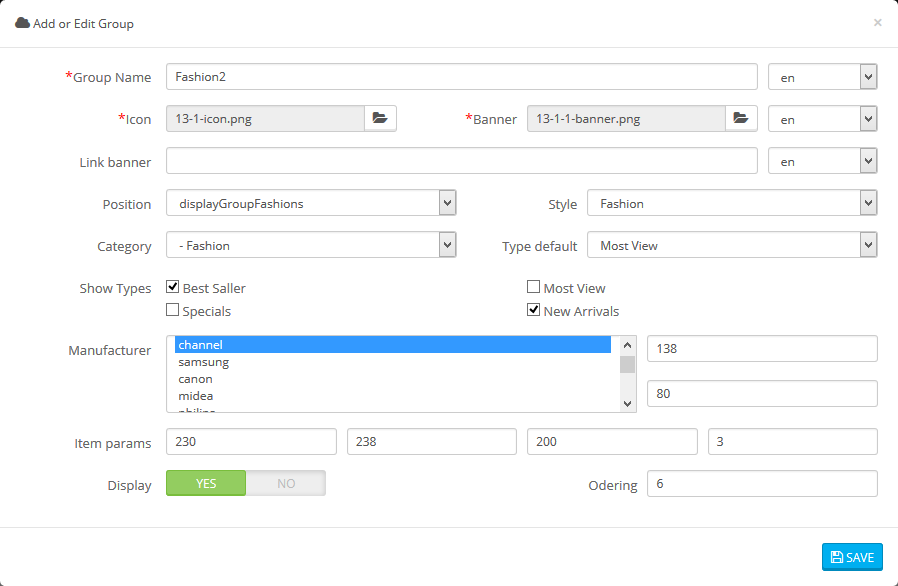 Add or Edit Group ×
*Group Name Fashion2 en
*Icon 13-1-icon.png *Banner 13-1-1-banner.png en
Link banner en
Position displayGroupFashions Style Fashion
Category - Fashion Type default Most View
Show Types Best Saller Most View
Specials New Arrivals
Manufacturer channel 138
samsung
canon
midea 80
Item params 230 238 200 3
Display YES NO Odering 6
SAVE